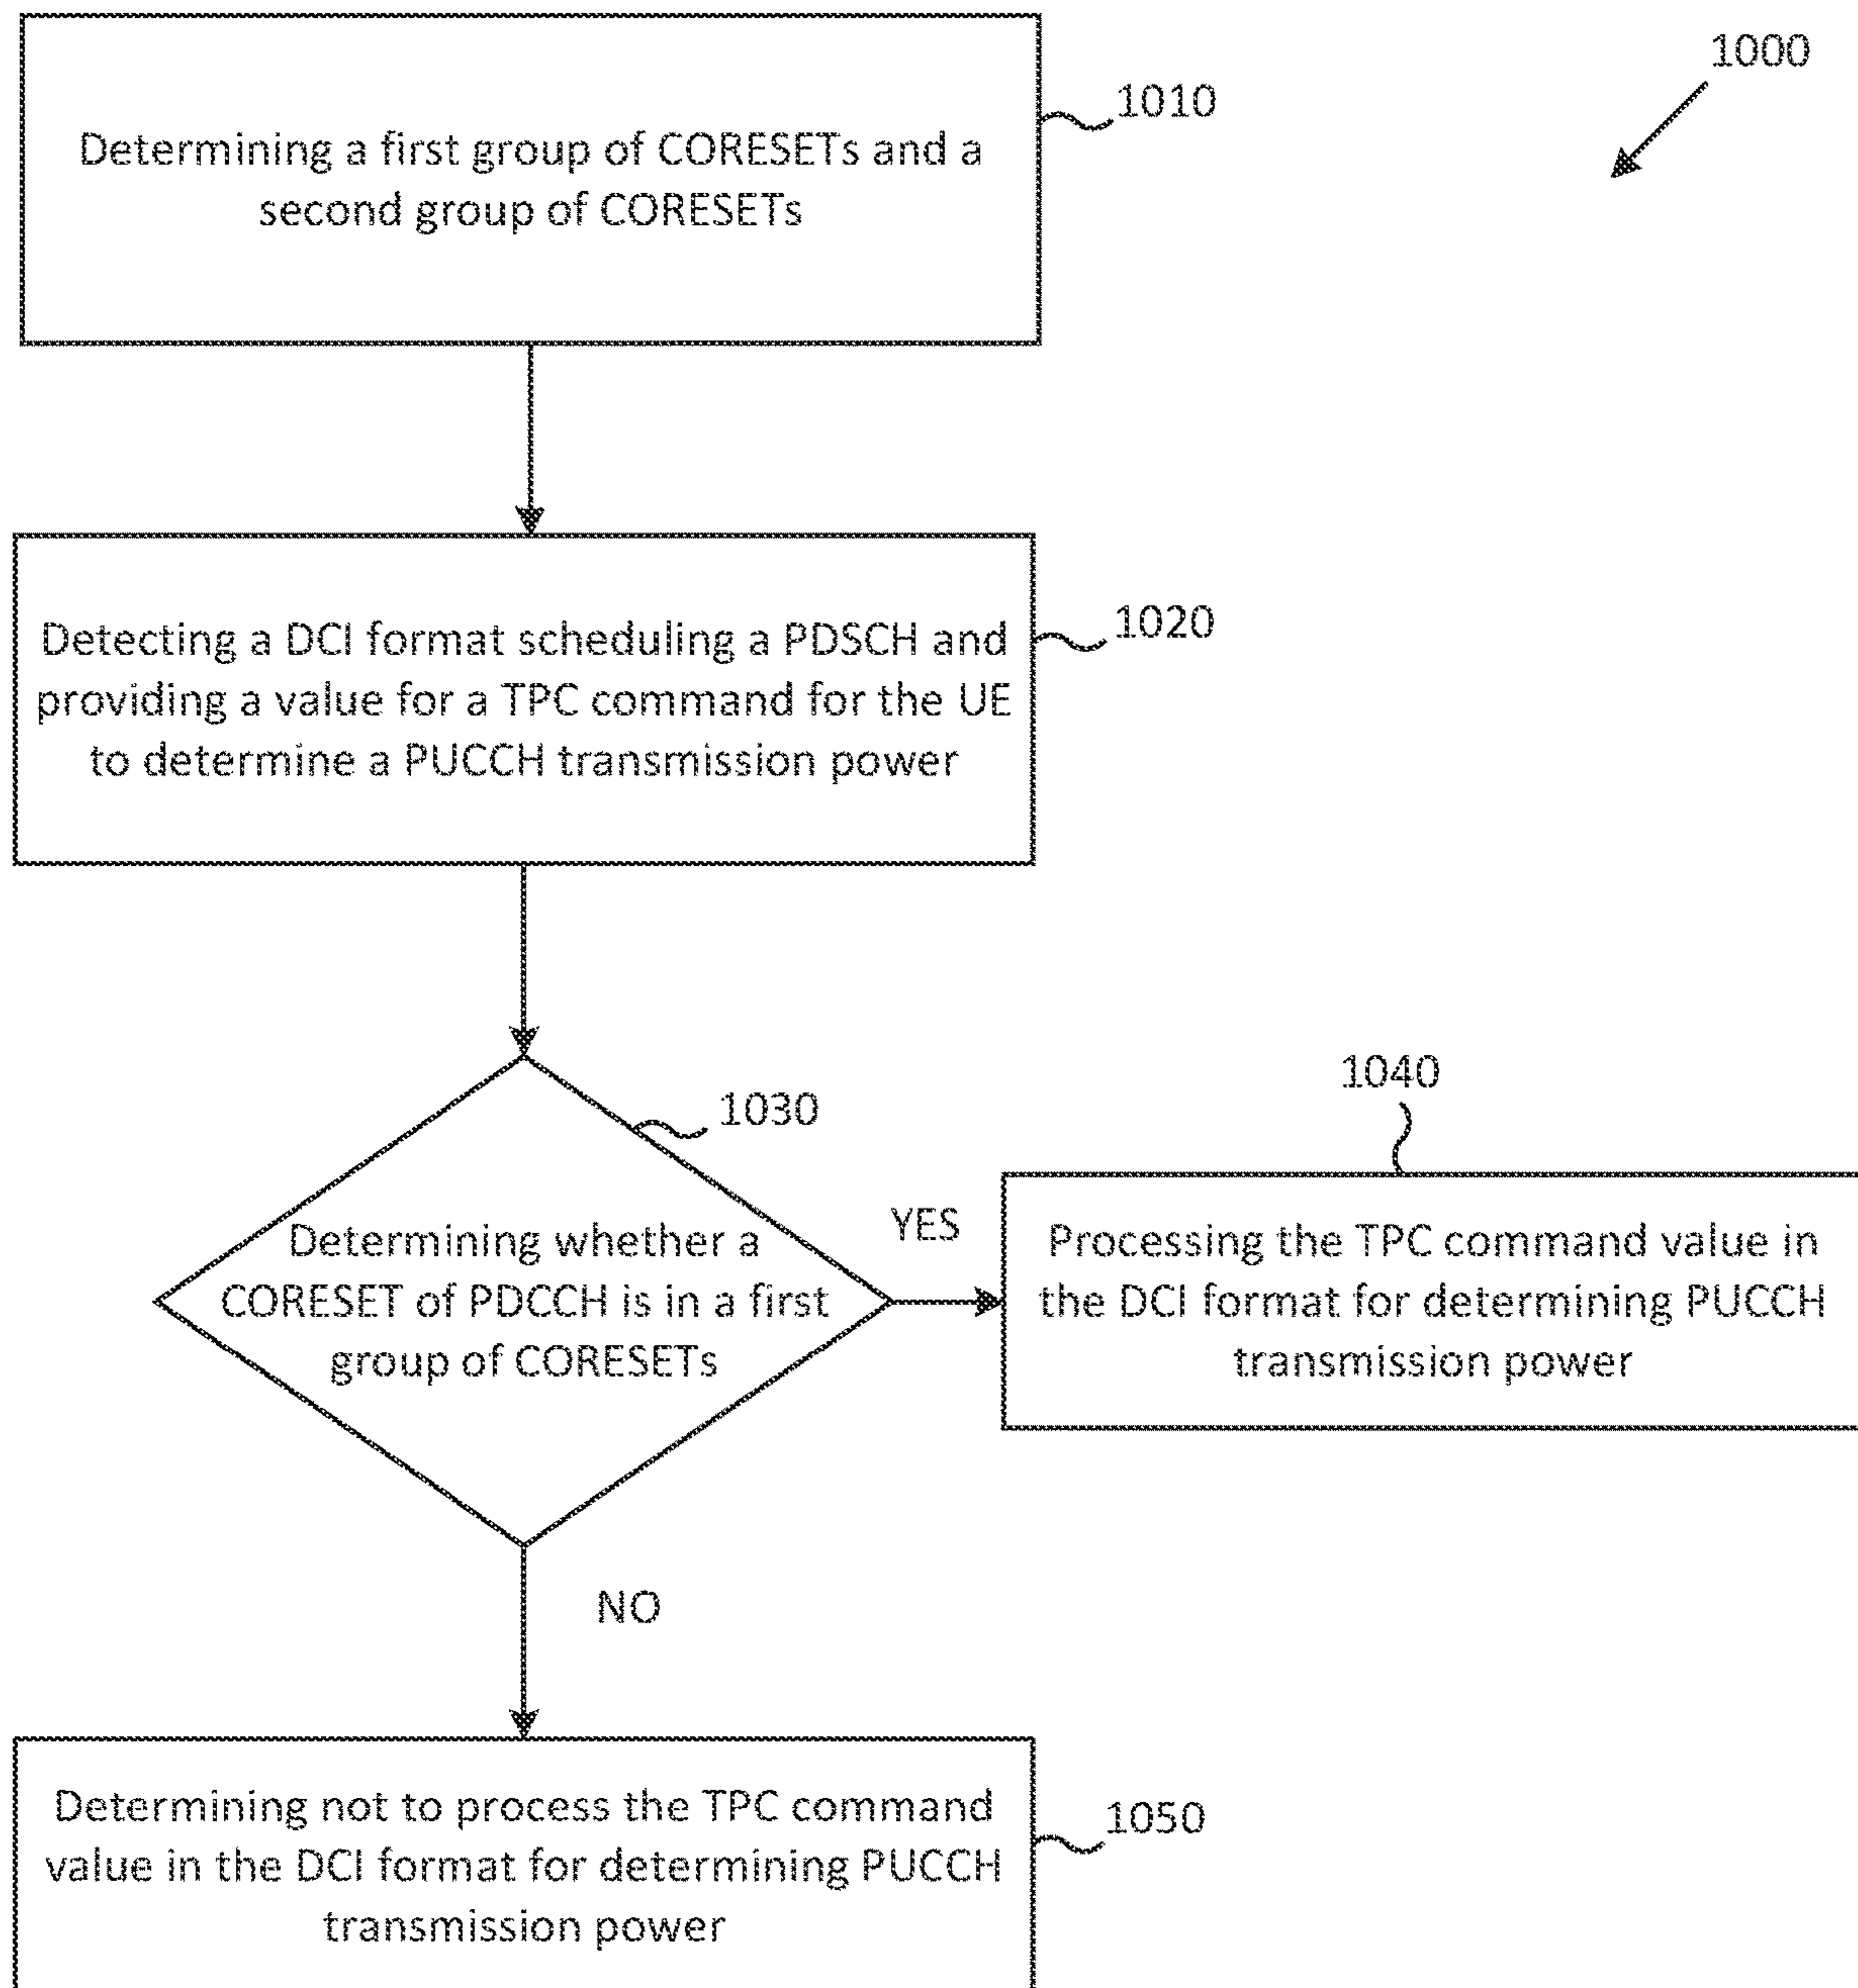 1000
1010
Determining a first group of CORESETs and a
second group of CORESETs
1020
Detecting a DCI format scheduling a PDSCH and
providing a value for a TPC command for the UE
to determine a PUCCH transmission power
1030
Determining whether a
CORESET of PDCCH is in a first
group of CORESETs
YES
1040
Processing the TPC command value in
the DCI format for determining PUCCH
transmission power
NO
1050
Determining not to process the TPC command
value in the DCI format for determining PUCCH
transmission power